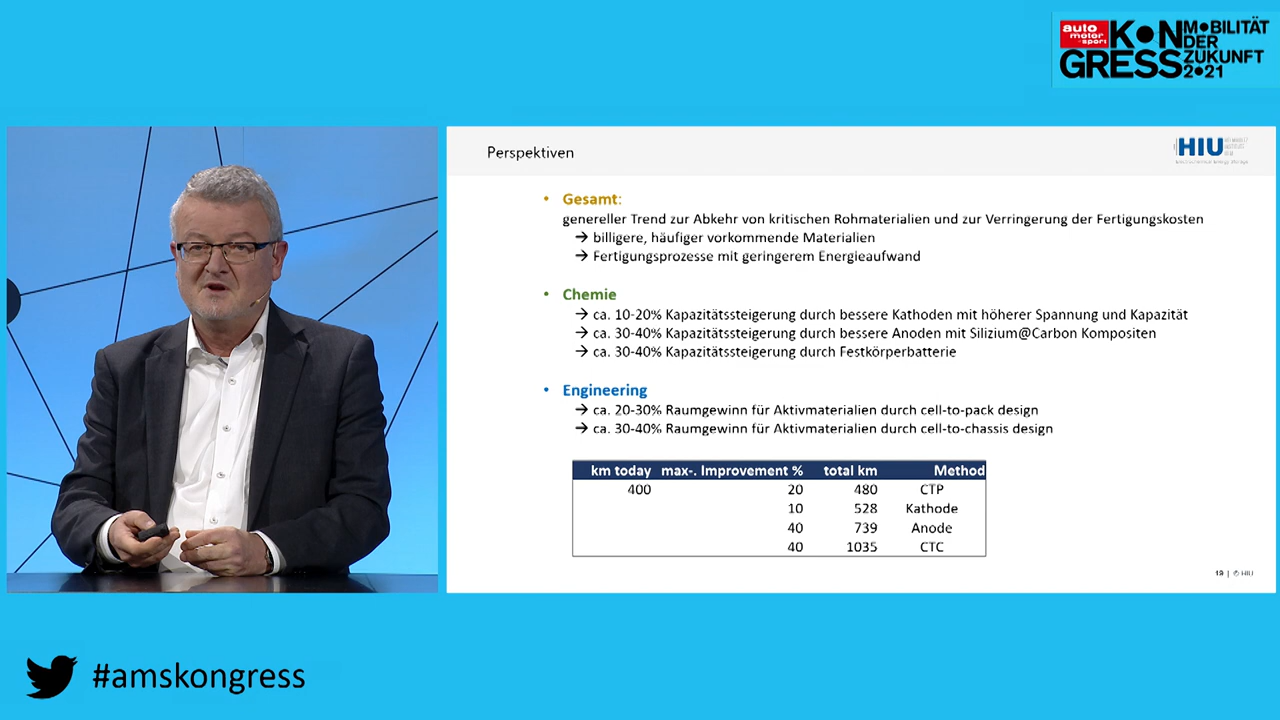 auto
motor
sport
KONGRESS
MOBILITÄT
DER
ZUKUNFT
2021
Perspektiven
HIU
• Gesamt:
genereller Trend zur Abkehr von kritischen Rohmaterialien und zur Verringerung der Fertigungskosten
→ billigere, häufiger vorkommende Materialien
→ Fertigungsprozesse mit geringerem Energieaufwand
• Chemie
→ ca. 10-20% Kapazitätssteigerung durch bessere Kathoden mit höherer Spannung und Kapazität
→ ca. 30-40% Kapazitätssteigerung durch bessere Anoden mit Silizium@Carbon Kompositen
→ ca. 30-40% Kapazitätssteigerung durch Festkörperbatterie
• Engineering
→ ca. 20-30% Raumgewinn für Aktivmaterialien durch cell-to-pack design
→ ca. 30-40% Raumgewinn für Aktivmaterialien durch cell-to-chassis design
km today max-. Improvement % total km Method
400 20 480 CTP
10 528 Kathode
40 739 Anode
40 1035 CTC
19 | © HIU
#amskongress